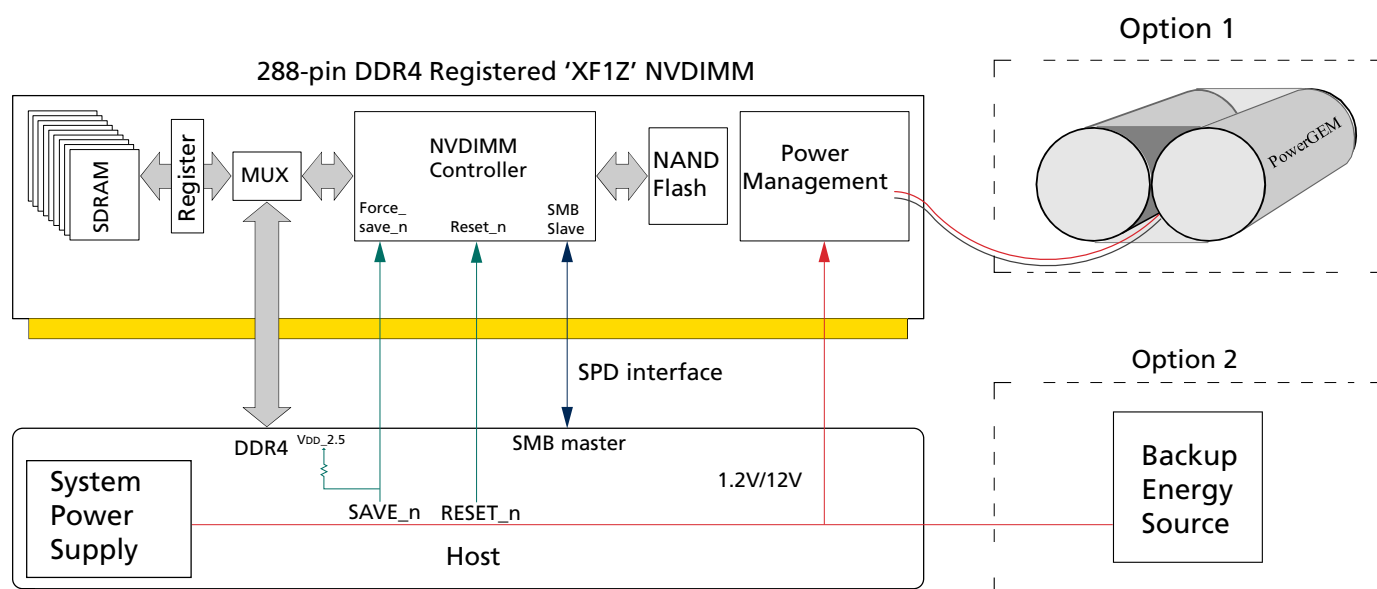 Option 1
288-pin DDR4 Registered ‘XF1Z’ NVDIMM
PowerGEM
SDRAM
Register
MUX
NVDIMM
Controller
Force_
save_n
Reset_n
SMB
Slave
NAND
Flash
Power
Management
SPD interface
Option 2
DDR4
VDD_2.5
SMB master
1.2V/12V
System
Power
Supply
SAVE_n
RESET_n
Host
Backup
Energy
Source